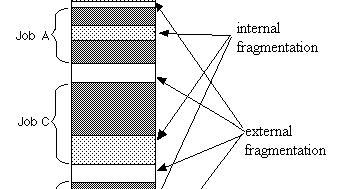 Job A
internal
fragmentation
Job C
external
fragmentation